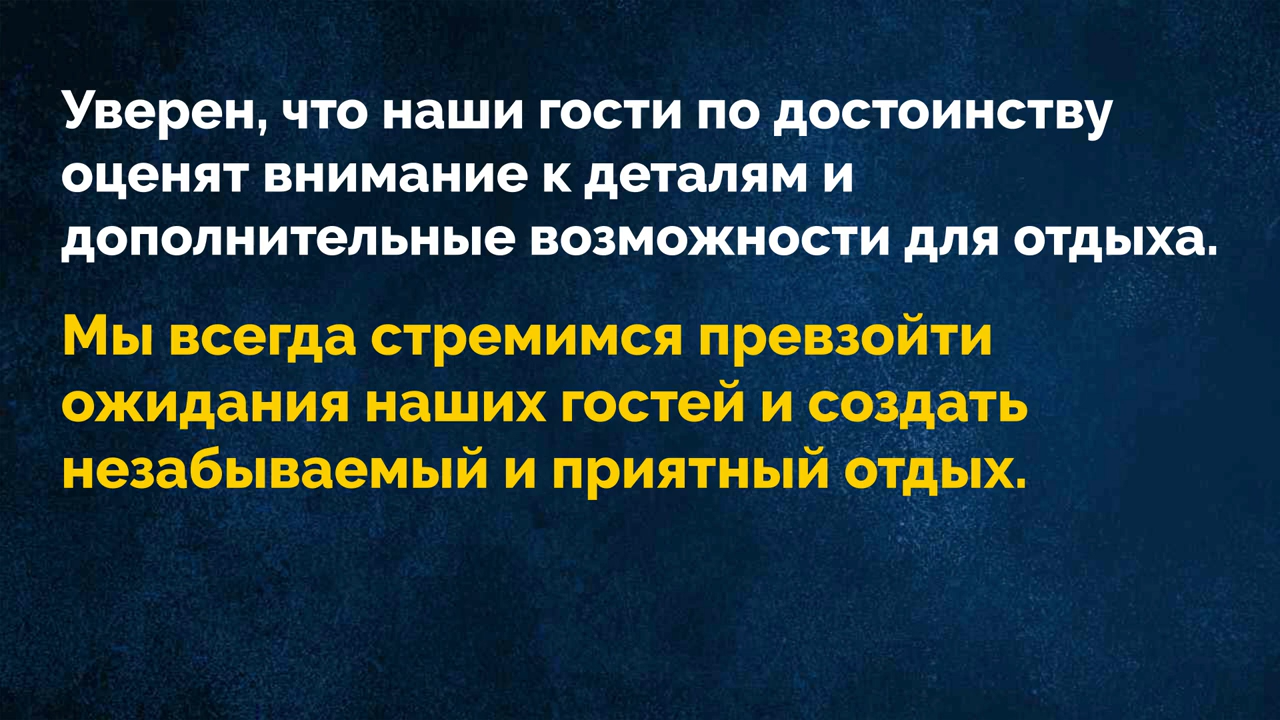 Уверен, что наши гости по достоинству
оценят внимание к деталям и
дополнительные возможности для отдыха.
Мы всегда стремимся превзойти
ожидания наших гостей и создать
незабываемый и приятный отдых.